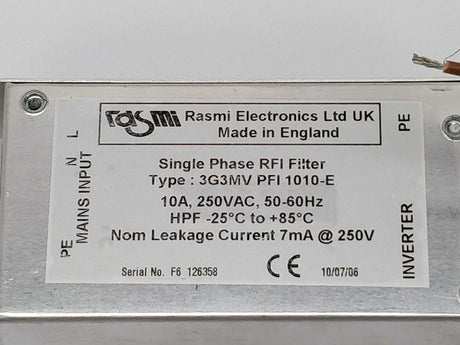 rasmi
Rasmi Electronics Ltd UK
Made in England
Single Phase RFI Filter
Type : 3G3MV PFI 1010-E
10A, 250VAC, 50-60Hz
HPF -25°C to +85°C
Nom Leakage Current 7mA @ 250V
Serial No. F6_126358
CE
10/07/06
PE
N L
MAINS INPUT
PE
INVERTER